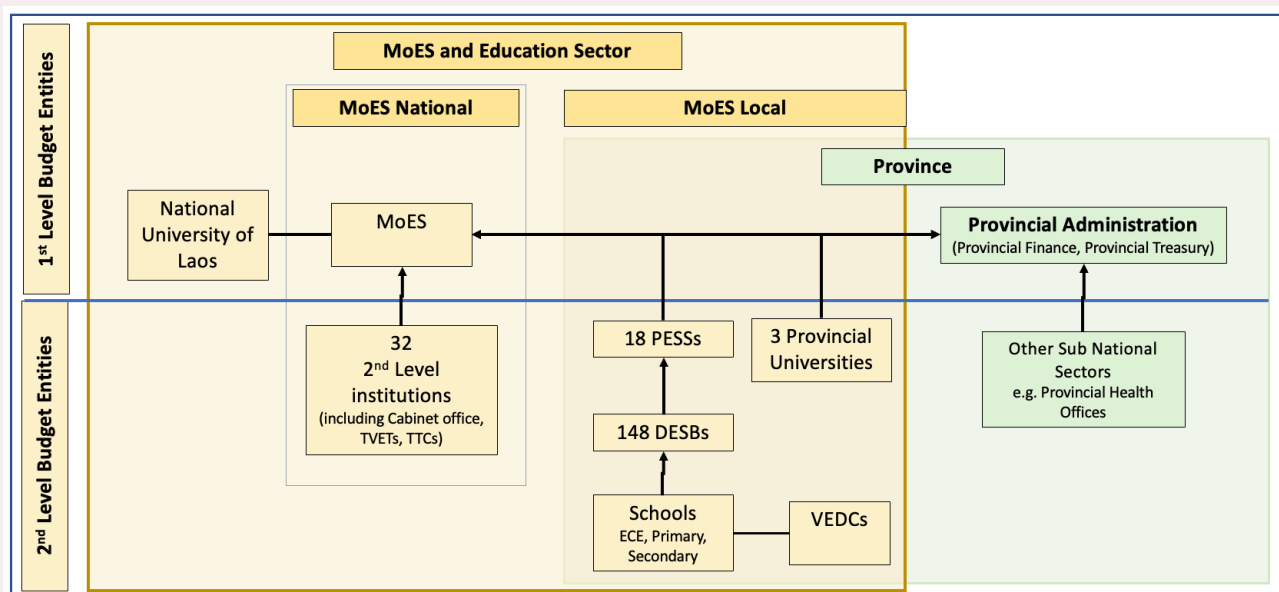 1st Level Budget Entities
2nd Level Budget Entities
MoES and Education Sector
MoES National
MoES Local
Province
National
University of
Laos
MoES
Provincial Administration
(Provincial Finance, Provincial Treasury)
32
2nd Level
institutions
(including Cabinet office,
TVETs, TTCs)
18 PESSs
3 Provincial
Universities
Other Sub National
Sectors
e.g. Provincial Health
Offices
148 DESBs
Schools
ECE, Primary,
Secondary
VEDCs